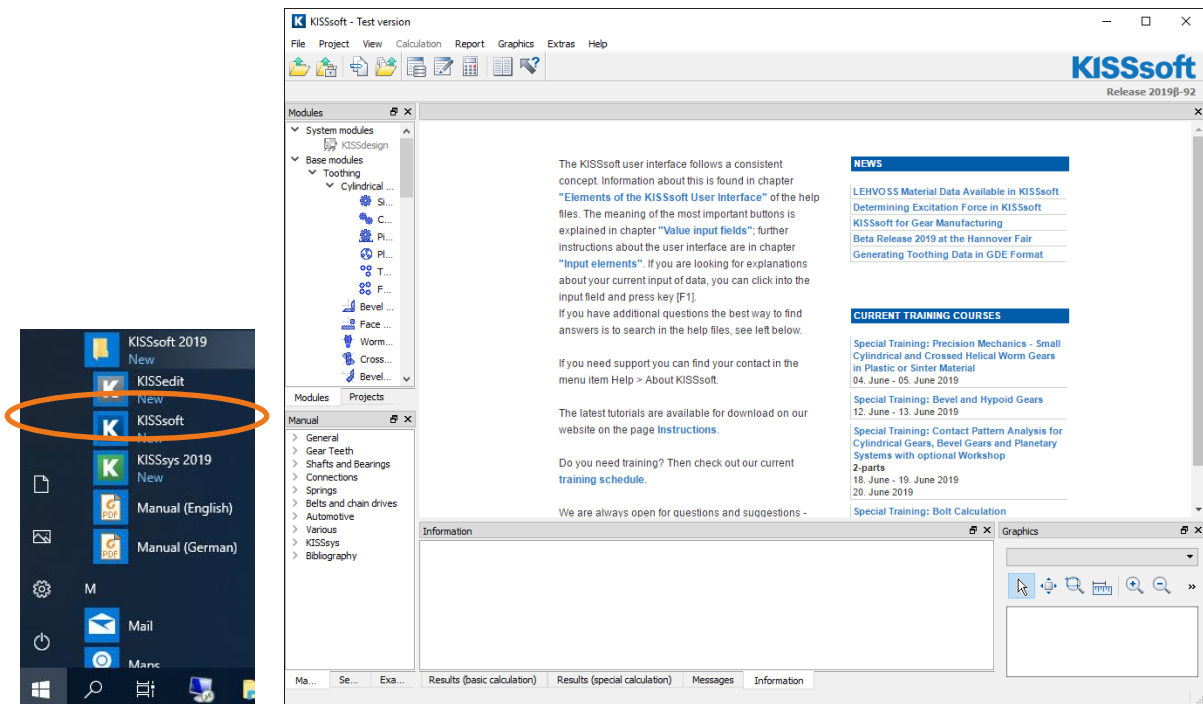 KISSsoft 2019
New
KISSedit
New
KISSsoft
New
KISSsys 2019
New
Manual (English)
Manual (German)
M
Mail
Maps
KISSsoft - Test version
File Project View Calculation Report Graphics Extras Help
KISSsoft
Release 2019β-92
Modules
System modules
KISSdesign
Base modules
Toothing
Cylindrical ...
Si...
C...
Pi...
Pl...
T...
F...
Bevel ...
Face ...
Worm...
Cross...
Bevel...
Modules Projects
Manual
General
Gear Teeth
Shafts and Bearings
Connections
Springs
Belts and chain drives
Automotive
Various
KISSsys
Bibliography
Ma... Se... Exa...
The KISSsoft user interface follows a consistent
concept. Information about this is found in chapter
"Elements of the KISSsoft User Interface" of the help
files. The meaning of the most important buttons is
explained in chapter "Value input fields"; further
instructions about the user interface are in chapter
"Input elements". If you are looking for explanations
about your current input of data, you can click into the
input field and press key [F1].
If you have additional questions the best way to find
answers is to search in the help files, see left below.
If you need support you can find your contact in the
menu item Help > About KISSsoft.
The latest tutorials are available for download on our
website on the page Instructions.
Do you need training? Then check out our current
training schedule.
We are always open for questions and suggestions -
NEWS
LEHVOSS Material Data Available in KISSsoft
Determining Excitation Force in KISSsoft
KISSsoft for Gear Manufacturing
Beta Release 2019 at the Hannover Fair
Generating Toothing Data in GDE Format
CURRENT TRAINING COURSES
Special Training: Precision Mechanics - Small
Cylindrical and Crossed Helical Worm Gears
in Plastic or Sinter Material
04. June - 05. June 2019
Special Training: Bevel and Hypoid Gears
12. June - 13. June 2019
Special Training: Contact Pattern Analysis for
Cylindrical Gears, Bevel Gears and Planetary
Systems with optional Workshop
2-parts
18. June - 19. June 2019
20. June 2019
Special Training: Bolt Calculation
Information
Graphics
Results (basic calculation) Results (special calculation) Messages Information